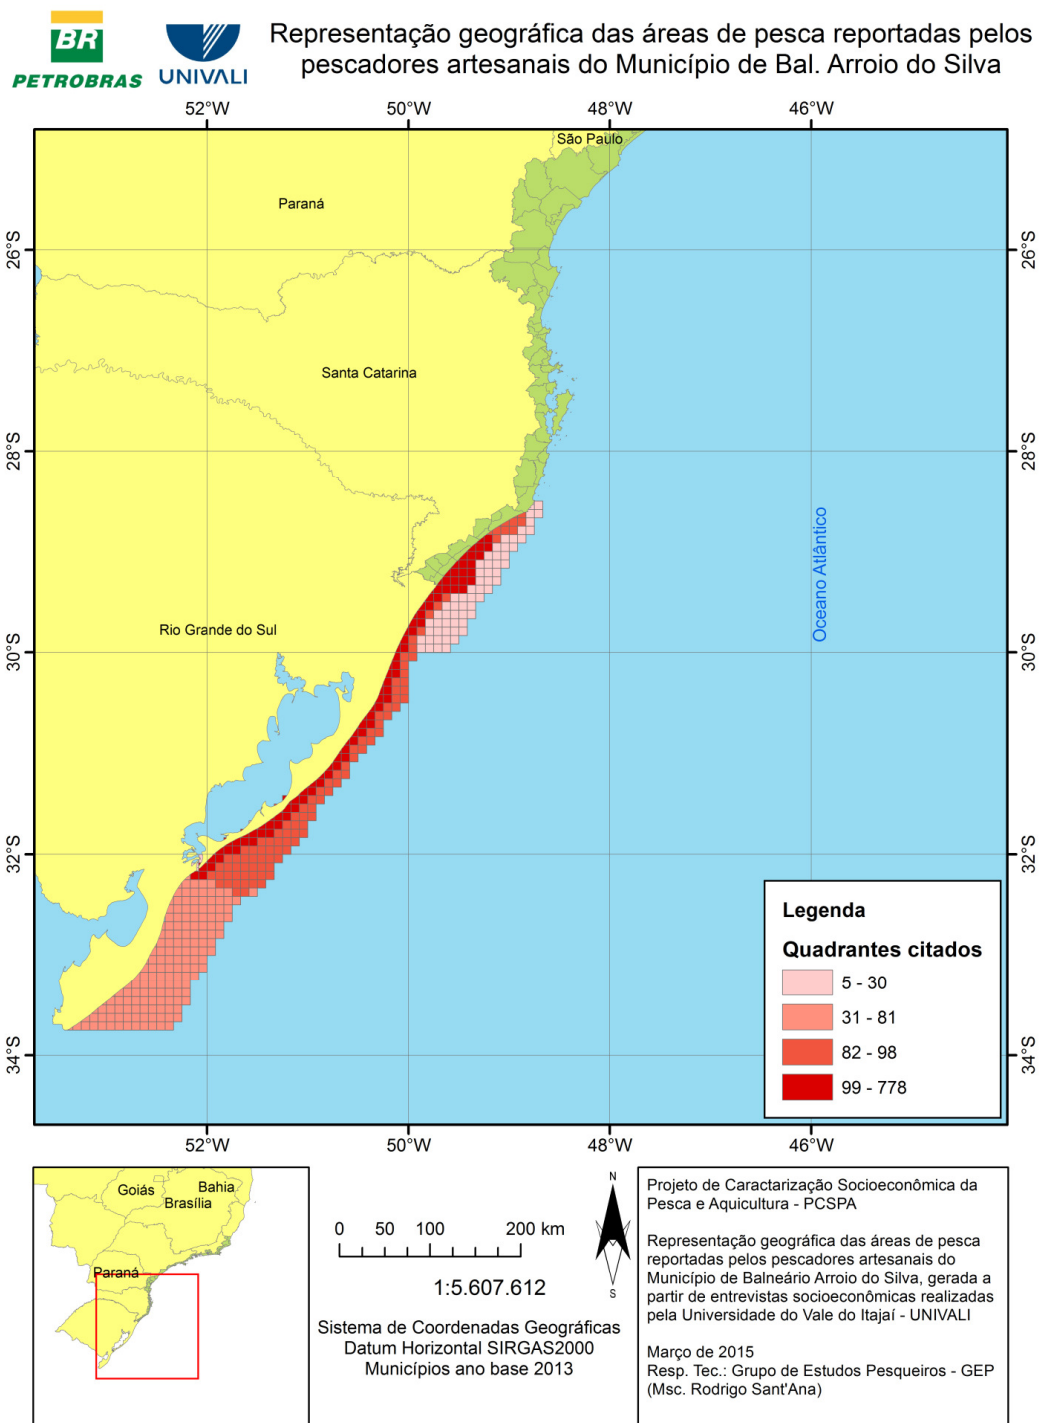 BR
PETROBRAS
UNIVALI
Representação geográfica das áreas de pesca reportadas pelos
pescadores artesanais do Município de Bal. Arroio do Silva
52°W 50°W 48°W 46°W
São Paulo
Paraná
26°S 26°S
Santa Catarina
28°S 28°S
Oceano Atlântico
Rio Grande do Sul
30°S 30°S
32°S 32°S
Legenda
Quadrantes citados
5 - 30
31 - 81
82 - 98
99 - 778
34°S 34°S
52°W 50°W 48°W 46°W
Goiás
Bahia
Brasília
Paraná
0 50 100 200 km
1:5.607.612
Sistema de Coordenadas Geográficas
Datum Horizontal SIRGAS2000
Municípios ano base 2013
N
S
Projeto de Caractarização Socioeconômica da
Pesca e Aquicultura - PCSPA
Representação geográfica das áreas de pesca
reportadas pelos pescadores artesanais do
Município de Balneário Arroio do Silva, gerada a
partir de entrevistas socioeconômicas realizadas
pela Universidade do Vale do Itajaí - UNIVALI
Março de 2015
Resp. Tec.: Grupo de Estudos Pesqueiros - GEP
(Msc. Rodrigo Sant'Ana)